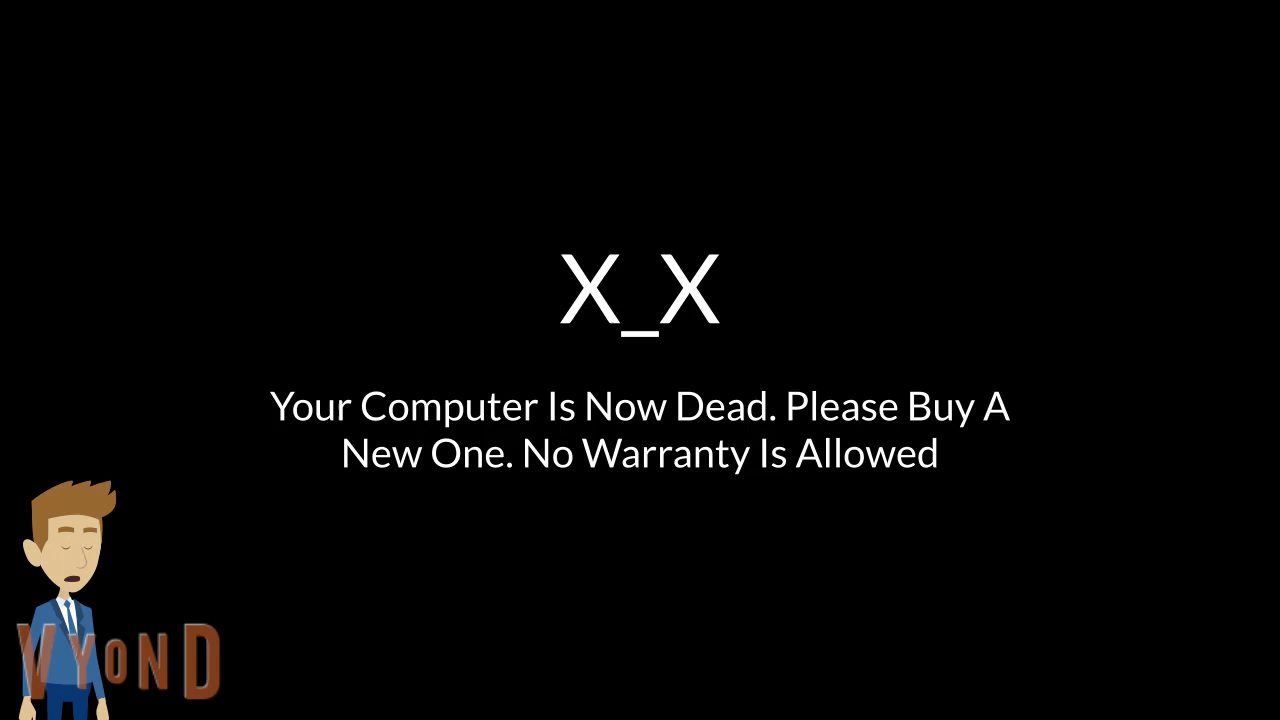 X_X
Your Computer Is Now Dead. Please Buy A
New One. No Warranty Is Allowed
VYOND